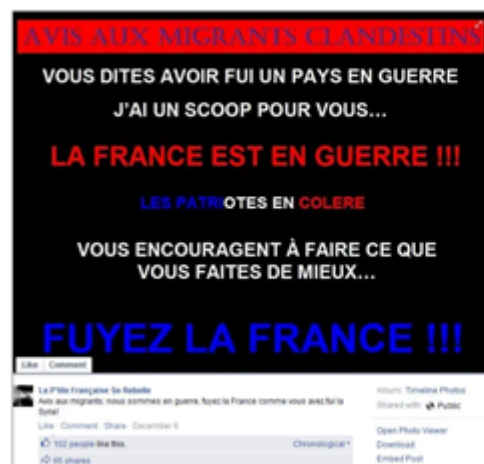 AVIS AUX MIGRANTS CLANDESTINS
VOUS DITES AVOIR FUI UN PAYS EN GUERRE
J'AI UN SCOOP POUR VOUS...
LA FRANCE EST EN GUERRE !!!
LES PATRIOTES EN COLERE
VOUS ENCOURAGENT À FAIRE CE QUE
VOUS FAITES DE MIEUX...
FUYEZ LA FRANCE !!!
Like Comment
La P'tite Française Se Rebelle
Avis aux migrants: nous sommes en guerre, fuyez la France comme vous avez fui la
Syrie!
Like · Comment · Share · December 6
102 people like this.
Chronological
65 shares
Album: Timeline Photos
Shared with: Public
Open Photo Viewer
Download
Embed Post